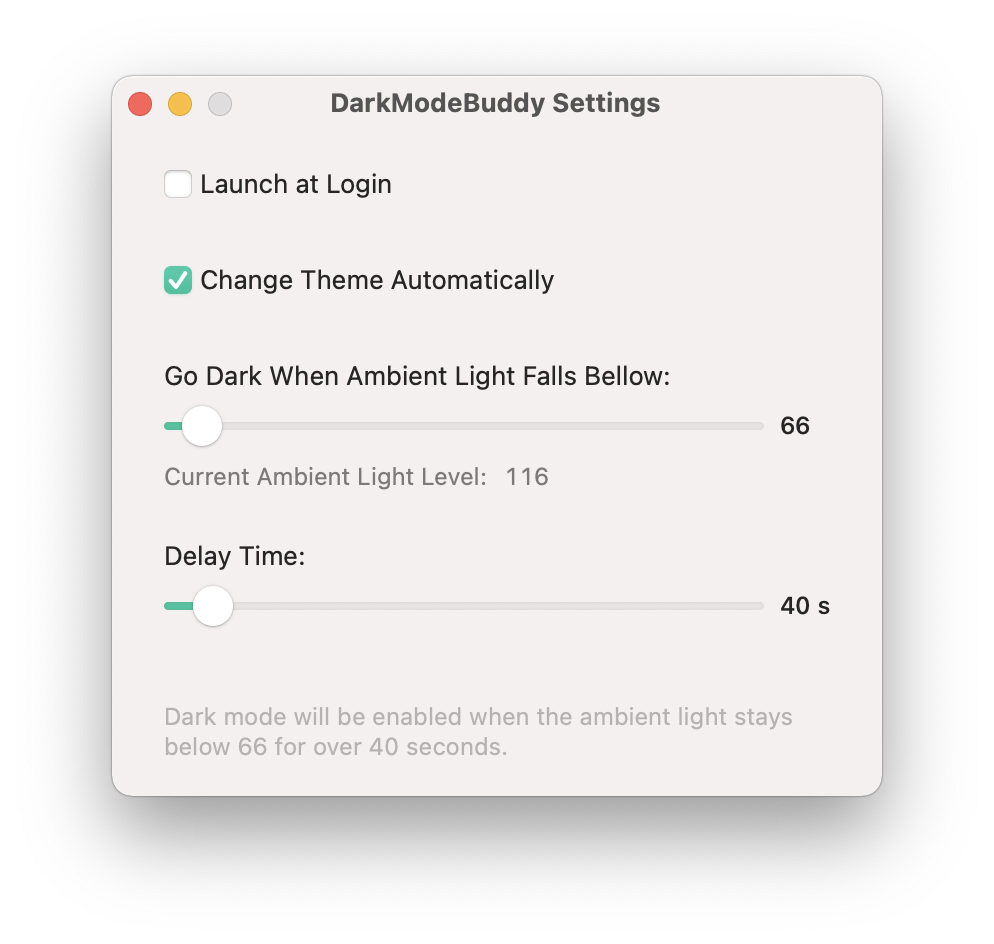 DarkModeBuddy Settings
Launch at Login
Change Theme Automatically
Go Dark When Ambient Light Falls Bellow:
66
Current Ambient Light Level: 116
Delay Time:
40 s
Dark mode will be enabled when the ambient light stays
below 66 for over 40 seconds.